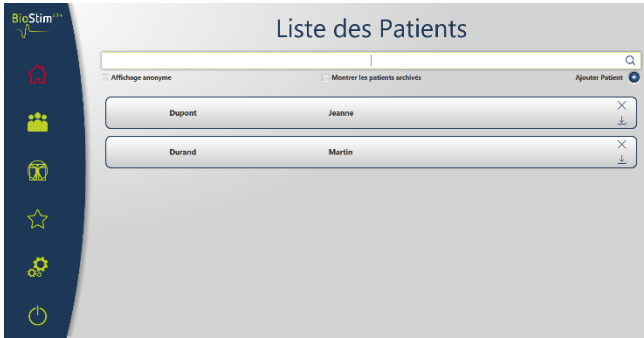 BioStim
Liste des Patients
Affichage anonyme
Montrer les patients archivés
Ajouter Patient
Dupont Jeanne
Durand Martin